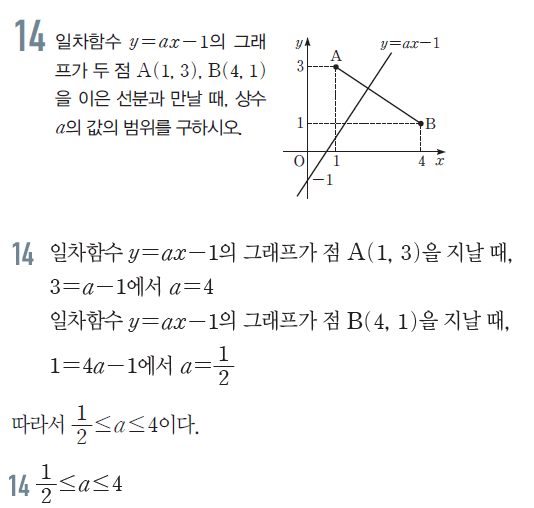 14 일차함수 y=ax-1의 그래
프가 두 점 A(1, 3), B(4, 1)
을 이은 선분과 만날 때, 상수
a의 값의 범위를 구하시오.
y
y=ax-1
A
3
1
B
O
1
4
x
-1
14 일차함수 y=ax-1의 그래프가 점 A(1, 3)을 지날 때,
3=a-1에서 a=4
일차함수 y=ax-1의 그래프가 점 B(4, 1)을 지날 때,
1=4a-1에서 a=1/2
따라서 1/2≤a≤4이다.
14 1/2≤a≤4